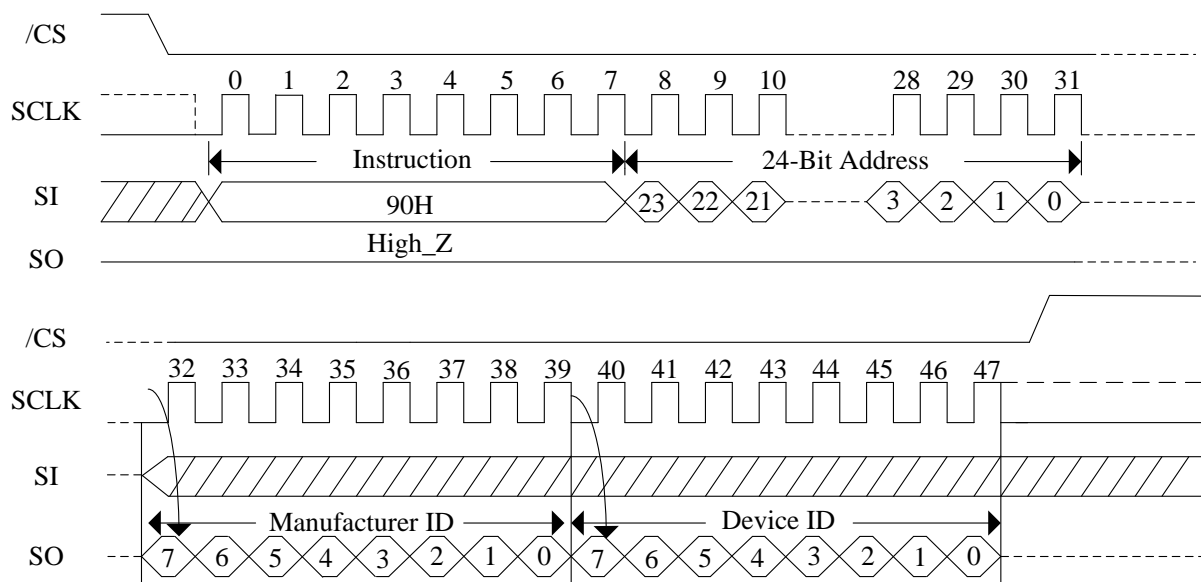 /CS
0 1 2 3 4 5 6 7 8 9 10 28 29 30 31
SCLK
Instruction 24-Bit Address
SI 90H 23 22 21 3 2 1 0
High_Z
SO
/CS
32 33 34 35 36 37 38 39 40 41 42 43 44 45 46 47
SCLK
SI
Manufacturer ID Device ID
SO 7 6 5 4 3 2 1 0 7 6 5 4 3 2 1 0